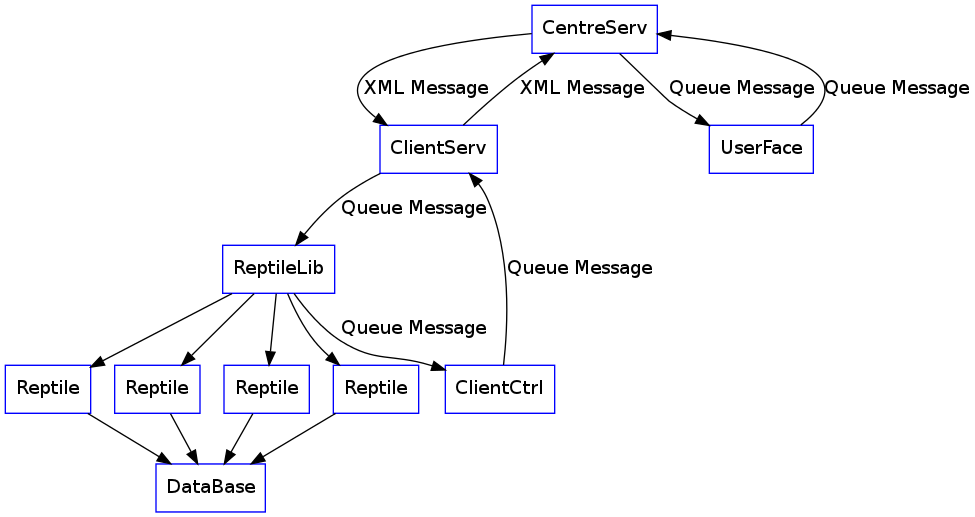 CentreServ
XML Message
XML Message
Queue Message
Queue Message
ClientServ
UserFace
Queue Message
ReptileLib
Queue Message
Queue Message
Reptile
Reptile
Reptile
Reptile
ClientCtrl
DataBase